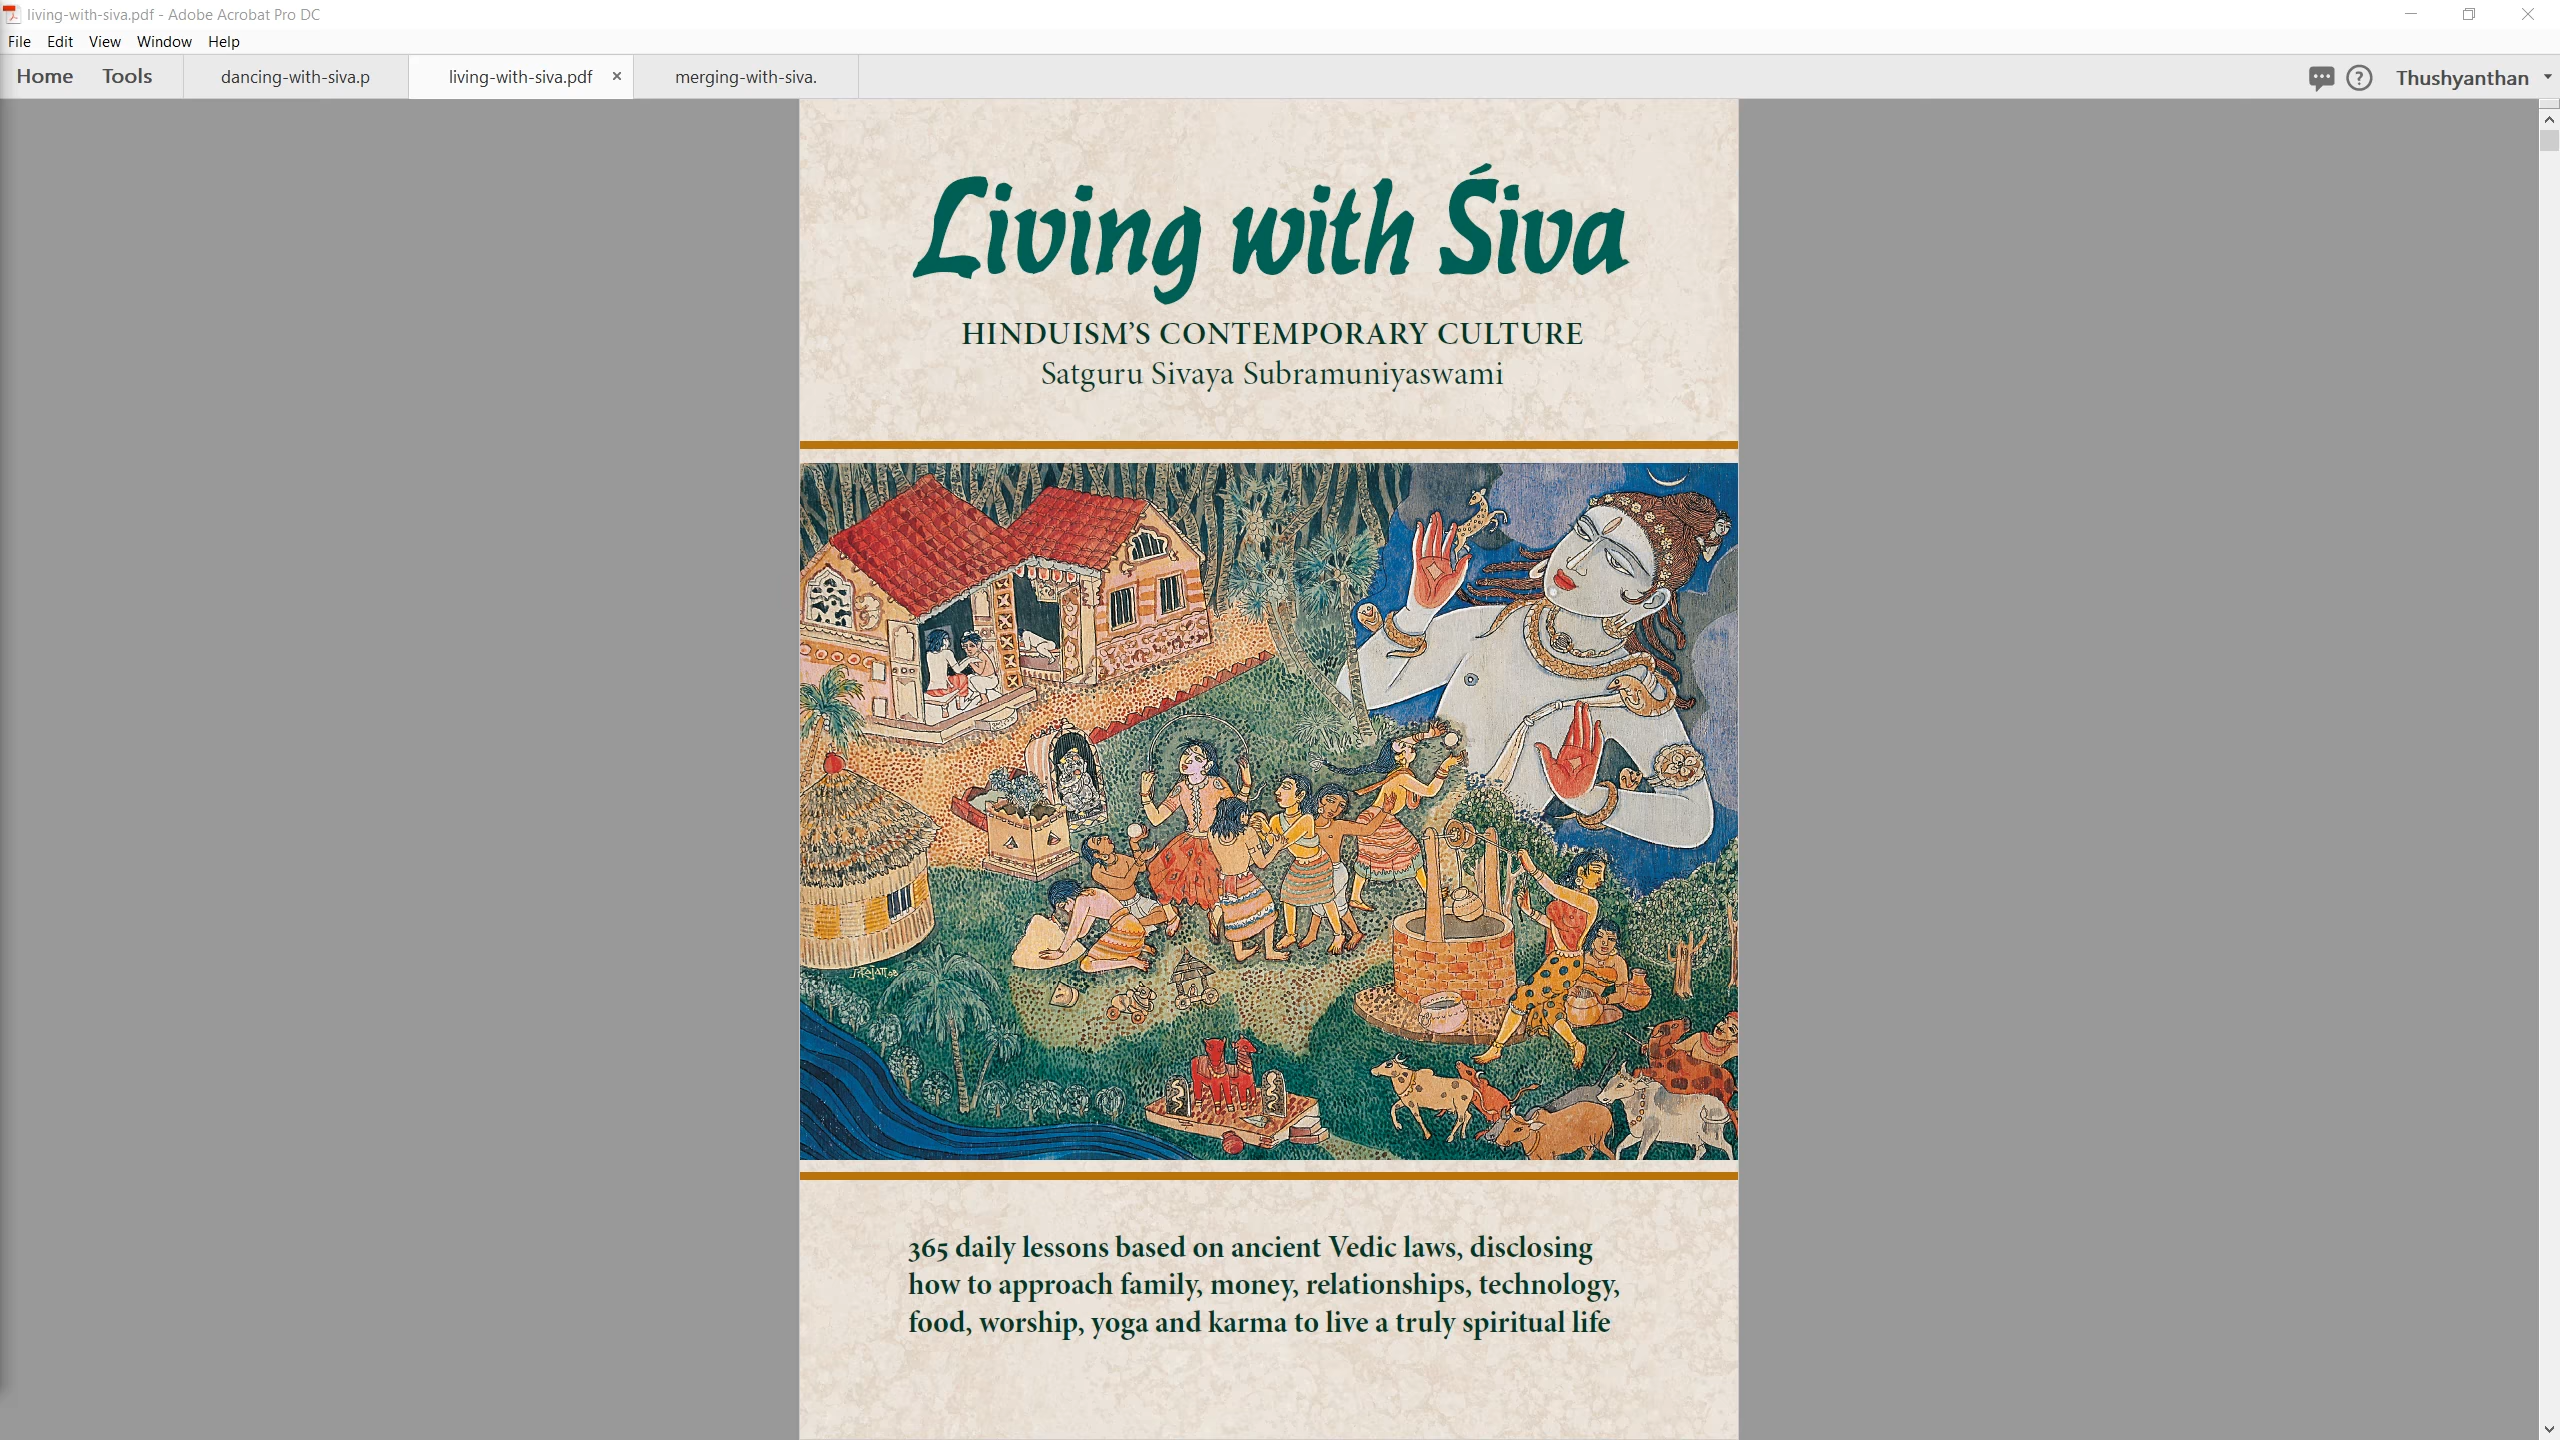 living-with-siva.pdf - Adobe Acrobat Pro DC
File Edit View Window Help
Home Tools dancing-with-siva.p living-with-siva.pdf × merging-with-siva. Thushyanthan
Living with Śiva
HINDUISM’S CONTEMPORARY CULTURE
Satguru Sivaya Subramuniyaswami
365 daily lessons based on ancient Vedic laws, disclosing
how to approach family, money, relationships, technology,
food, worship, yoga and karma to live a truly spiritual life